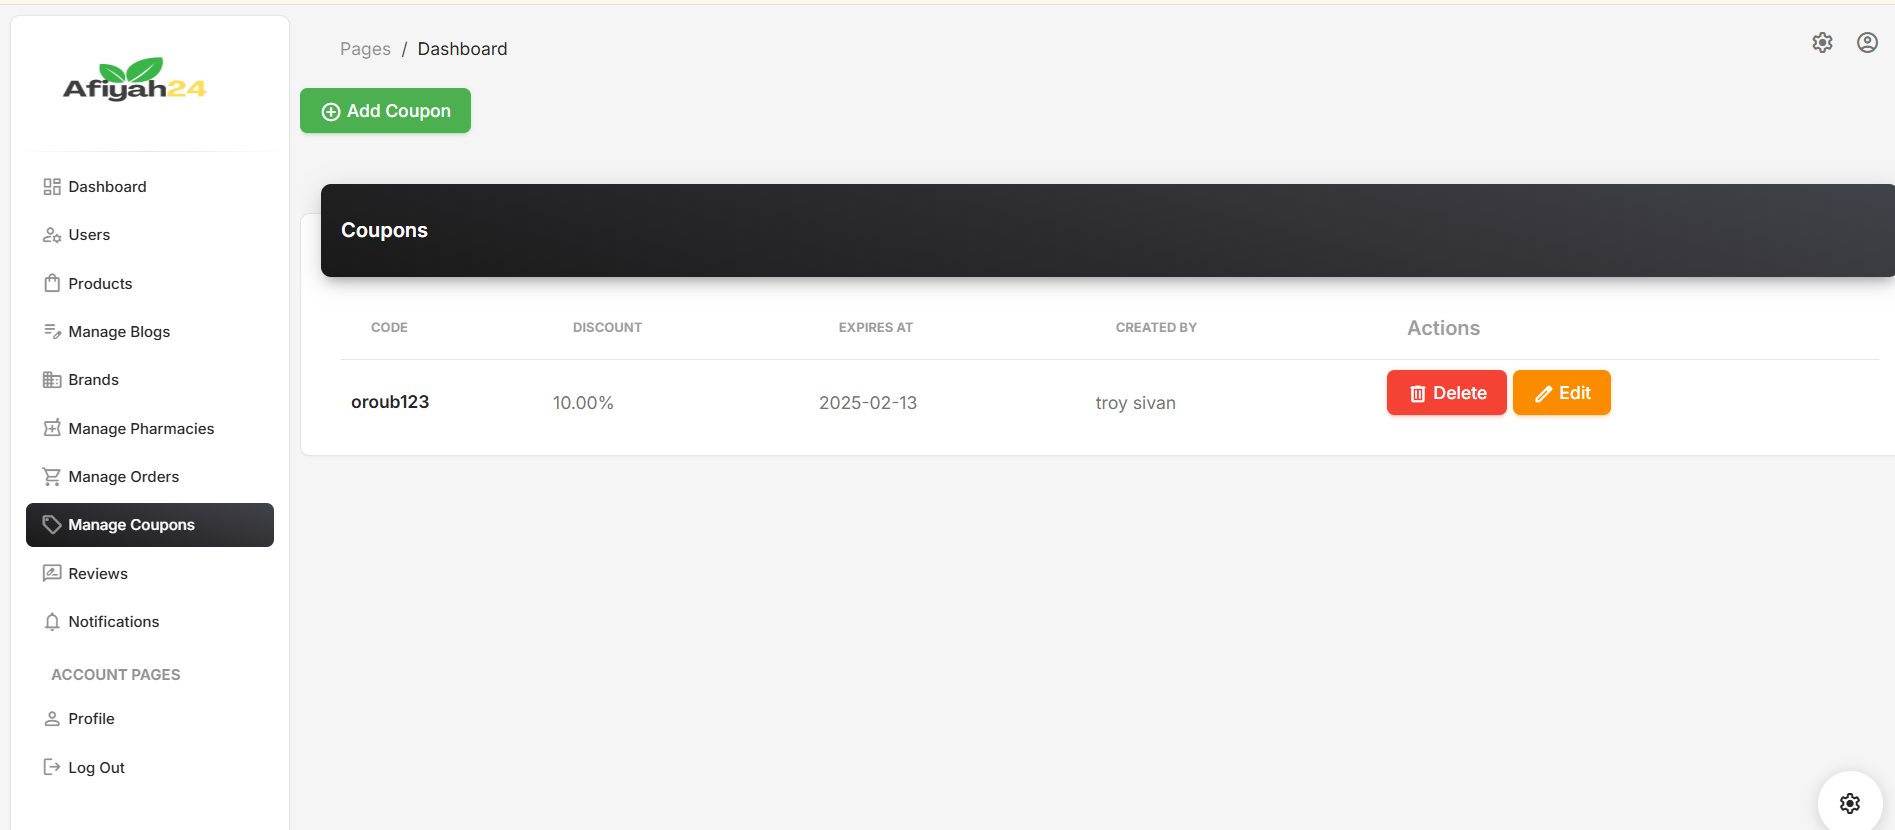 Afiyah24
Dashboard
Users
Products
Manage Blogs
Brands
Manage Pharmacies
Manage Orders
Manage Coupons
Reviews
Notifications
ACCOUNT PAGES
Profile
Log Out
Pages / Dashboard
Add Coupon
Coupons
CODE DISCOUNT EXPIRES AT CREATED BY Actions
oroub123 10.00% 2025-02-13 troy sivan Delete Edit